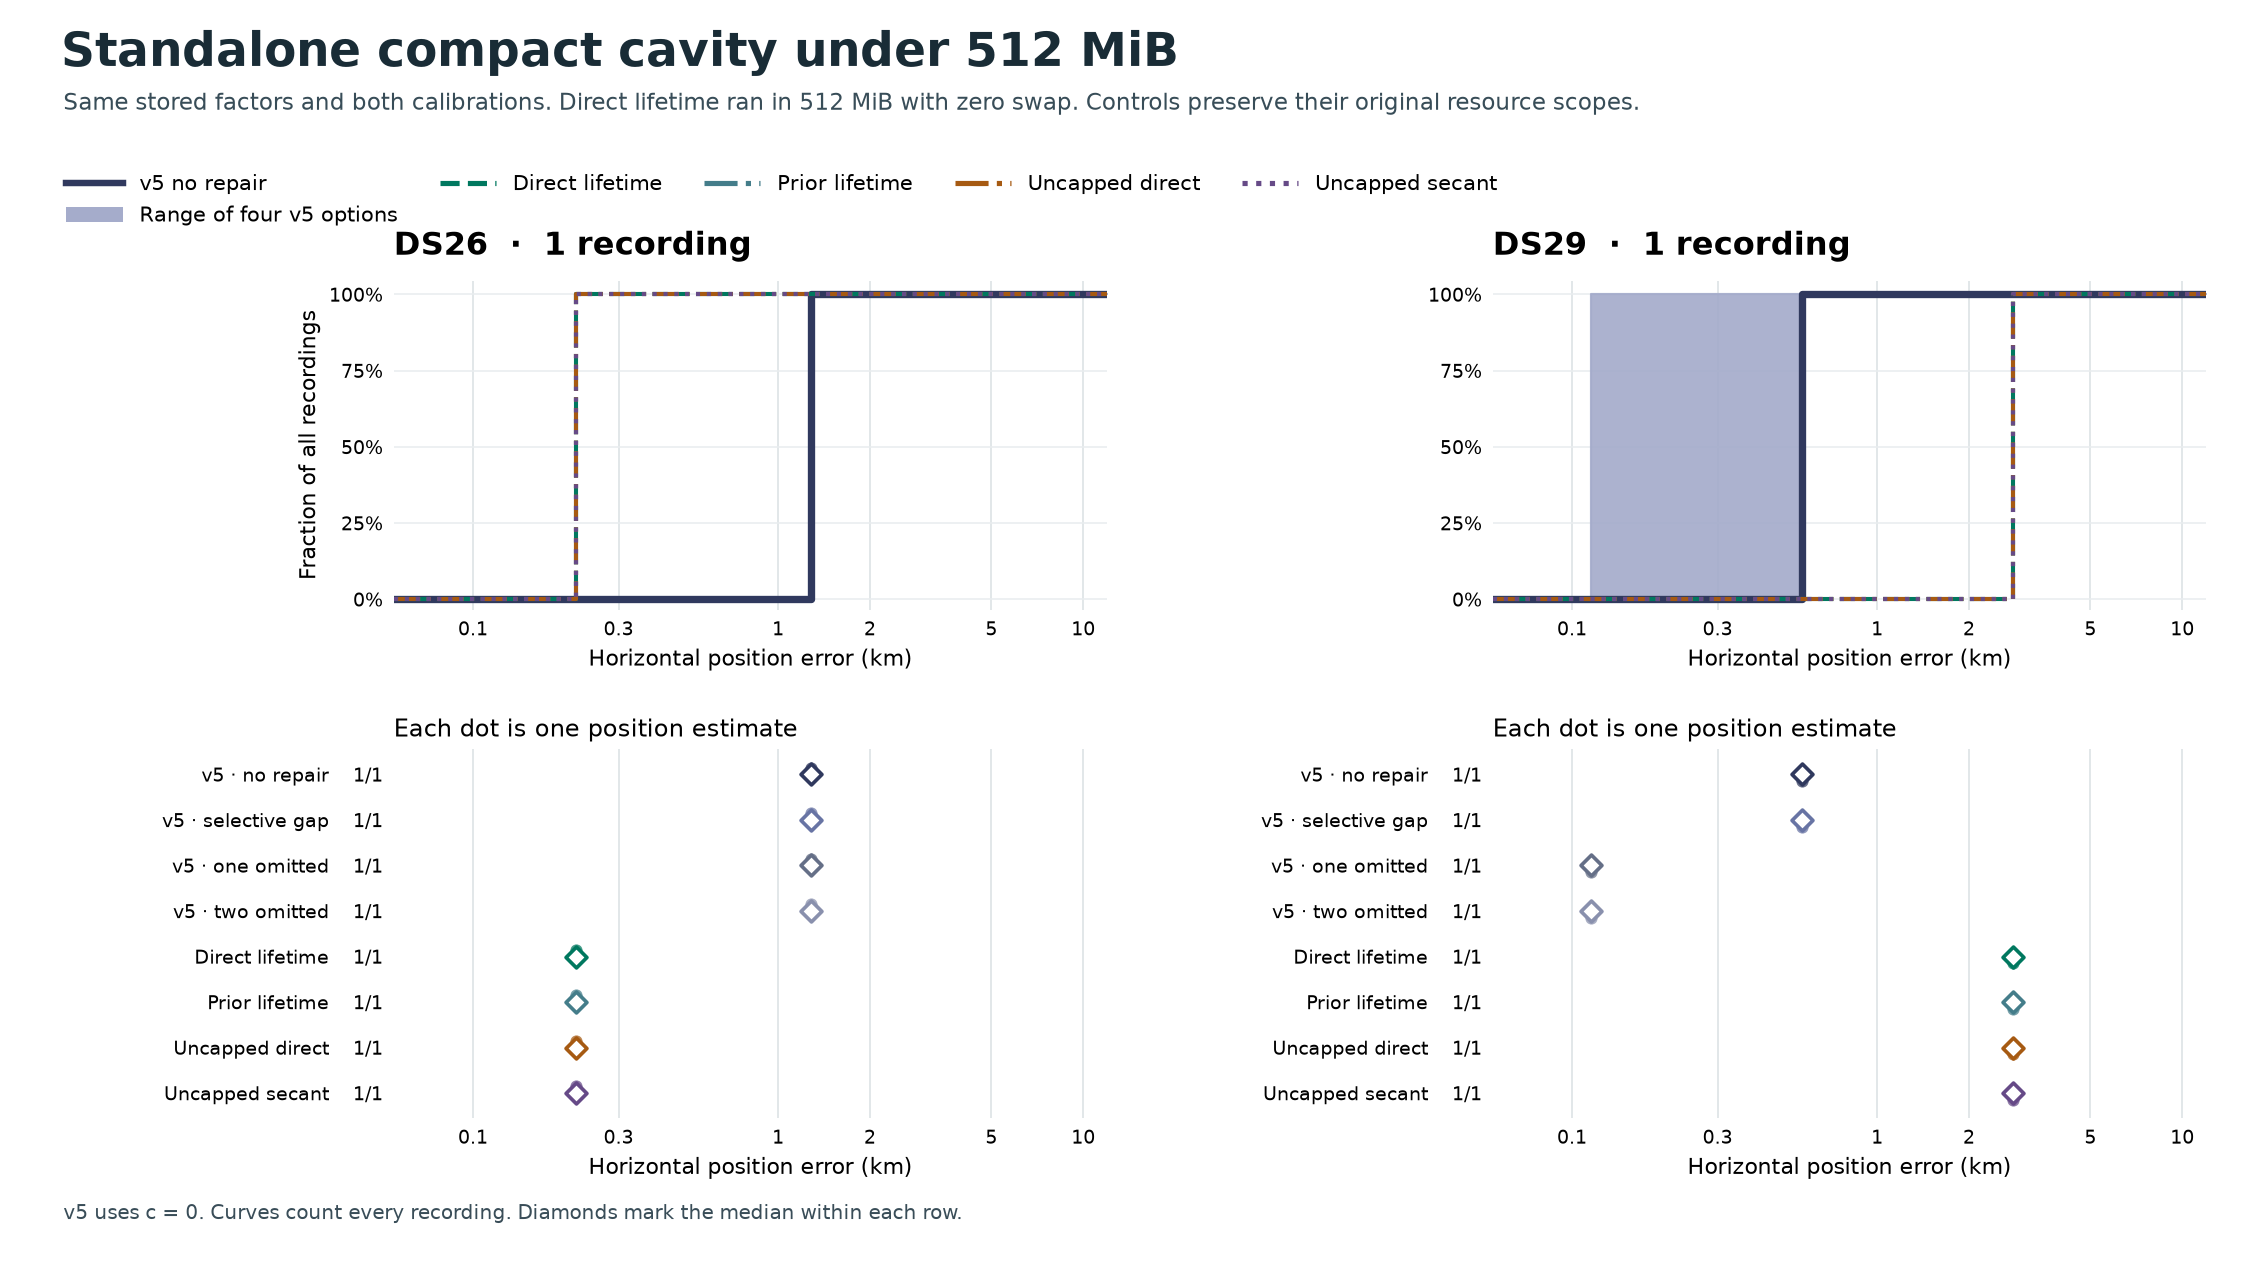 Standalone compact cavity under 512 MiB
Same stored factors and both calibrations. Direct lifetime ran in 512 MiB with zero swap. Controls preserve their original resource scopes.
v5 no repair
Direct lifetime
Prior lifetime
Uncapped direct
Uncapped secant
Range of four v5 options
DS26 · 1 recording
Fraction of all recordings
100%
75%
50%
25%
0%
0.1 0.3 1 2 5 10
Horizontal position error (km)
DS29 · 1 recording
100%
75%
50%
25%
0%
0.1 0.3 1 2 5 10
Horizontal position error (km)
Each dot is one position estimate
v5 · no repair 1/1
v5 · selective gap 1/1
v5 · one omitted 1/1
v5 · two omitted 1/1
Direct lifetime 1/1
Prior lifetime 1/1
Uncapped direct 1/1
Uncapped secant 1/1
0.1 0.3 1 2 5 10
Horizontal position error (km)
Each dot is one position estimate
v5 · no repair 1/1
v5 · selective gap 1/1
v5 · one omitted 1/1
v5 · two omitted 1/1
Direct lifetime 1/1
Prior lifetime 1/1
Uncapped direct 1/1
Uncapped secant 1/1
0.1 0.3 1 2 5 10
Horizontal position error (km)
v5 uses c = 0. Curves count every recording. Diamonds mark the median within each row.